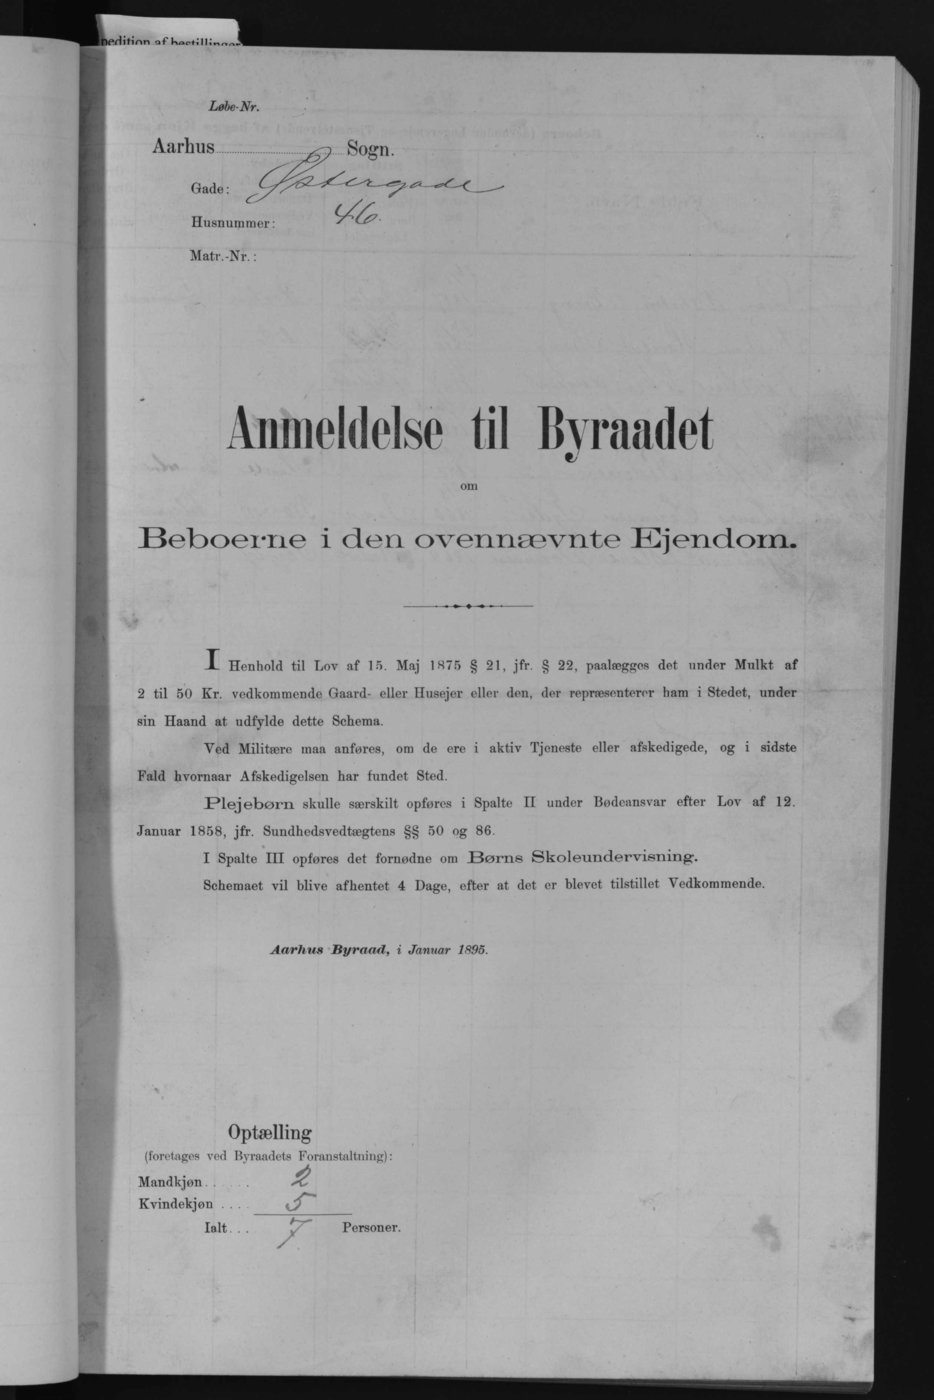 pedition af bestillinger
Løbe-Nr.
Aarhus Sogn.
Gade: Østergade
Husnummer: 46.
Matr.-Nr.:
Anmeldelse til Byraadet
om
Beboerne i den ovennævnte Ejendom.
I Henhold til Lov af 15. Maj 1875 § 21, jfr. § 22, paalægges det under Mulkt af
2 til 50 Kr. vedkommende Gaard- eller Husejer eller den, der repræsenterer ham i Stedet, under
sin Haand at udfylde dette Schema.
Ved Militære maa anføres, om de ere i aktiv Tjeneste eller afskedigede, og i sidste
Fald hvornaar Afskedigelsen har fundet Sted.
Plejebørn skulle særskilt opføres i Spalte II under Bødeansvar efter Lov af 12.
Januar 1858, jfr. Sundhedsvedtægtens §§ 50 og 86.
I Spalte III opføres det fornødne om Børns Skoleundervisning.
Schemaet vil blive afhentet 4 Dage, efter at det er blevet tilstillet Vedkommende.
Aarhus Byraad, i Januar 1895.
Optælling
(foretages ved Byraadets Foranstaltning):
Mandkjøn...... 2
Kvindekjøn .... 5
Ialt... 7 Personer.